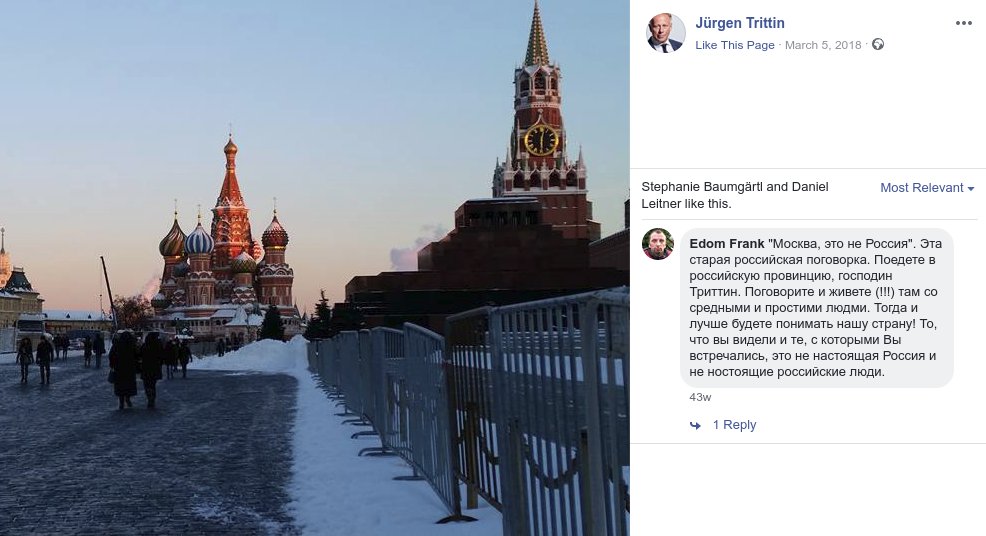 Jürgen Trittin
Like This Page · March 5, 2018 ·
Stephanie Baumgärtl and Daniel
Leitner like this.
Most Relevant
Edom Frank "Москва, это не Россия". Эта
старая российская поговорка. Поедете в
российскую провинцию, господин
Триттин. Поговорите и живете (!!!) там со
средными и простими людми. Тогда и
лучше будете понимать нашу страну! То,
что вы видели и те, с которыми Вы
встречались, это не настоящая Россия и
не ностоящие российские люди.
43w
1 Reply